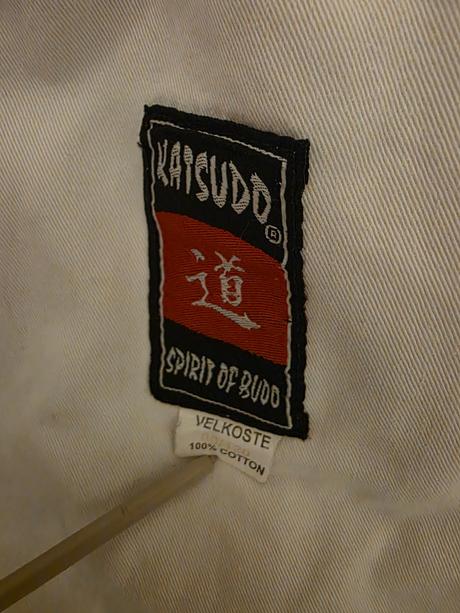 KATSUDO
®
道
SPIRIT OF BUDO
VELKOSTE
100% COTTON